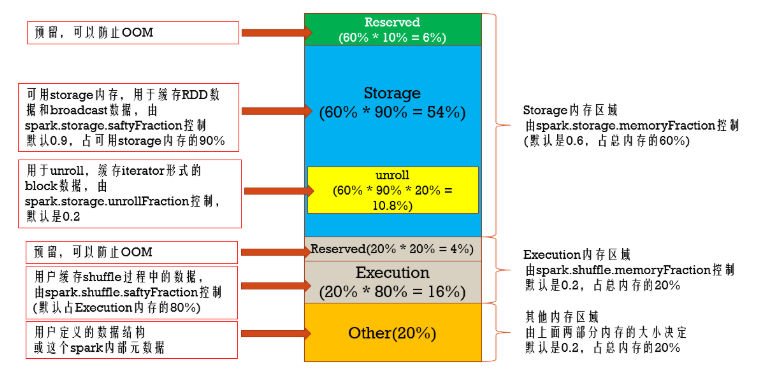 预留，可以防止OOM
可用storage内存，用于缓存RDD数
据和broadcast数据，由
spark.storage.saftyFraction控制
默认0.9，占可用storage内存的90%
用于unroll，缓存iterator形式的
block数据，由
spark.storage.unrollFraction控制，
默认是0.2
预留，可以防止OOM
用户缓存shuffle过程中的数据，
由spark.shuffle.saftyFraction控制
(默认占Execution内存的80%)
用户定义的数据结构
或这个spark内部元数据
Reserved
(60% * 10% = 6%)
Storage
(60% * 90% = 54%)
unroll
(60% * 90% * 20% =
10.8%)
Reserved(20% * 20% = 4%)
Execution
(20% * 80% = 16%)
Other(20%)
Storage内存区域
由spark.storage.memoryFraction控制
(默认是0.6，占总内存的60%)
Execution内存区域
由spark.shuffle.memoryFraction控制
默认是0.2，占总内存的20%
其他内存区域
由上面两部分内存的大小决定
默认是0.2，占总内存的20%